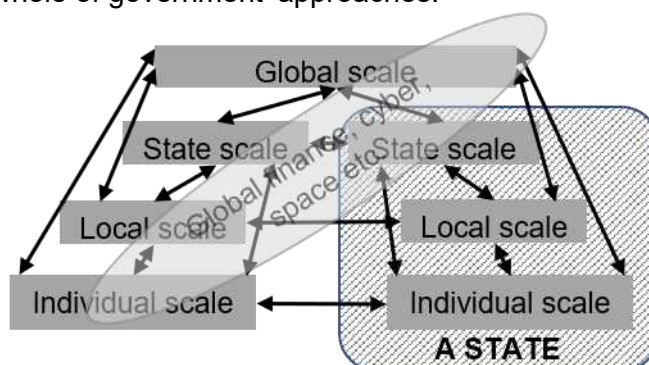 whole of government' approaches.
Global scale
State scale
State scale
Global finance, cyber,
space etc.
Local scale
Local scale
Individual scale
Individual scale
A STATE